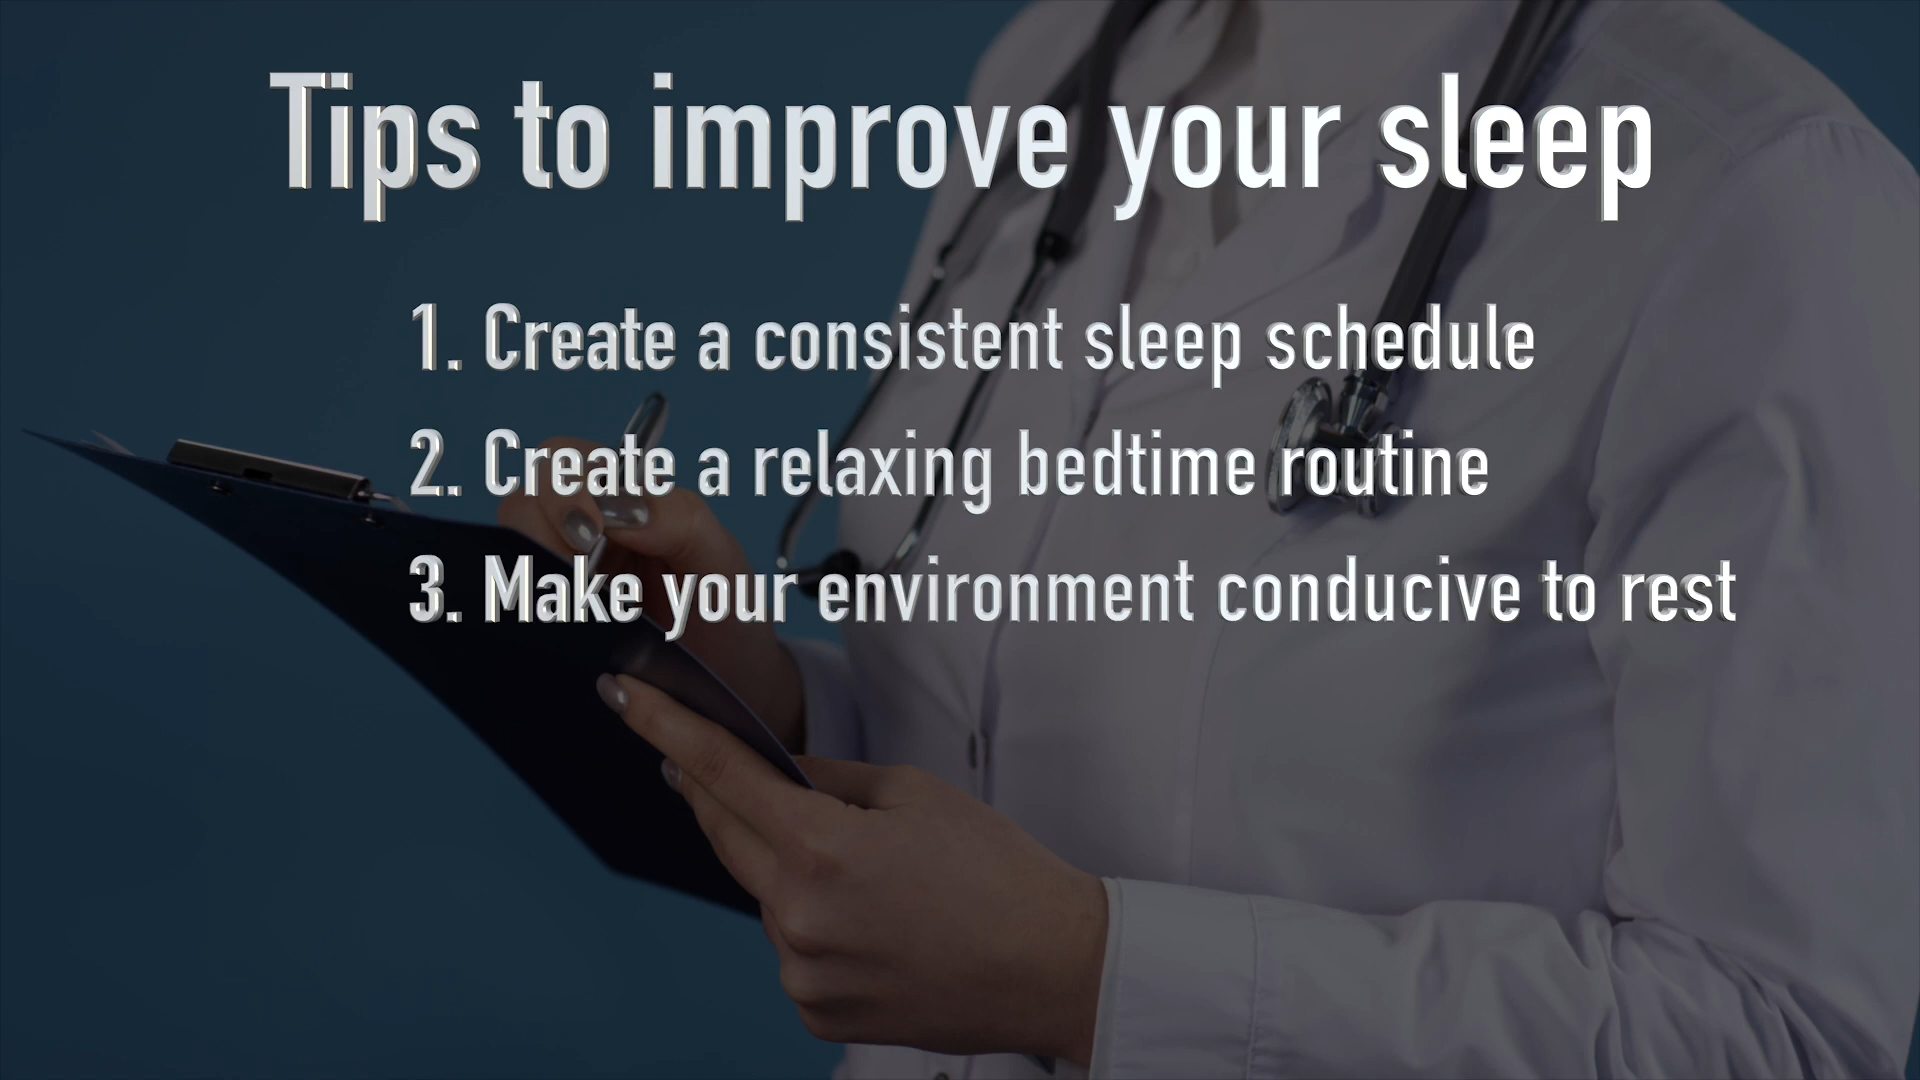 Tips to improve your sleep
1. Create a consistent sleep schedule
2. Create a relaxing bedtime routine
3. Make your environment conducive to rest